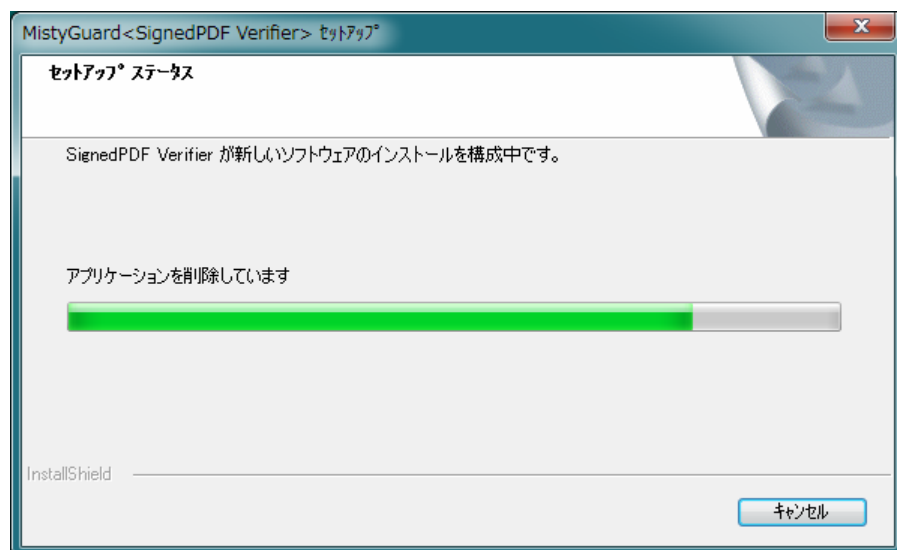 MistyGuard<SignedPDF Verifier> ｾｯﾄｱｯﾌﾟ
ｾｯﾄｱｯﾌﾟ ｽﾃｰﾀｽ
SignedPDF Verifier が新しいソフトウェアのインストールを構成中です。
アプリケーションを削除しています
InstallShield
キャンセル